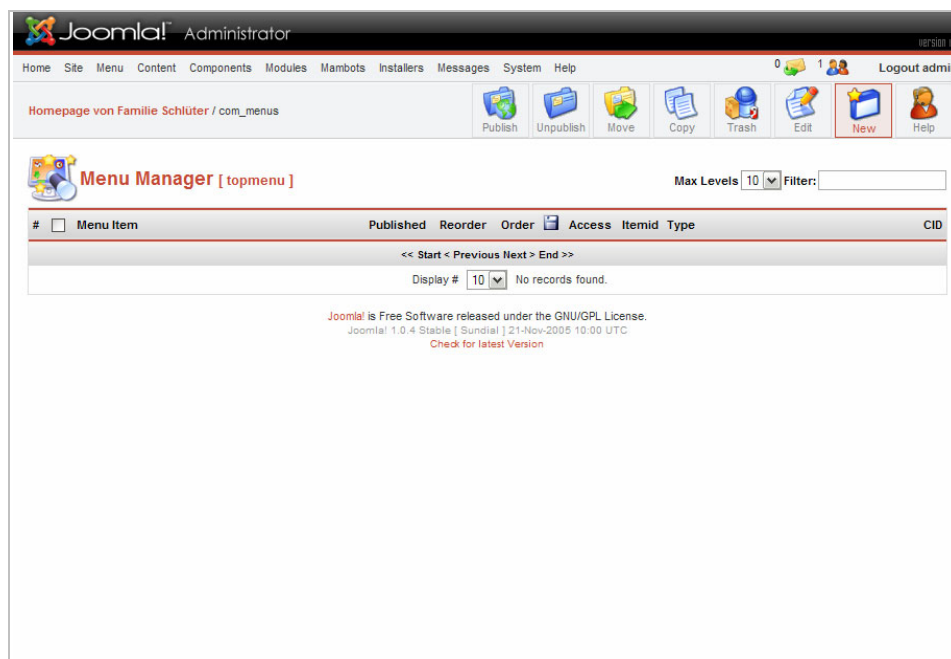 Joomla!™ Administrator
version
Home Site Menu Content Components Modules Mambots Installers Messages System Help 0 1 Logout admi
Homepage von Familie Schlüter / com_menus
Publish Unpublish Move Copy Trash Edit New Help
Menu Manager [ topmenu ] Max Levels 10 Filter:
# Menu Item Published Reorder Order Access Itemid Type CID
<< Start < Previous Next > End >>
Display # 10 No records found.
Joomla! is Free Software released under the GNU/GPL License.
Joomla! 1.0.4 Stable [ Sundial ] 21-Nov-2005 10:00 UTC
Check for latest Version